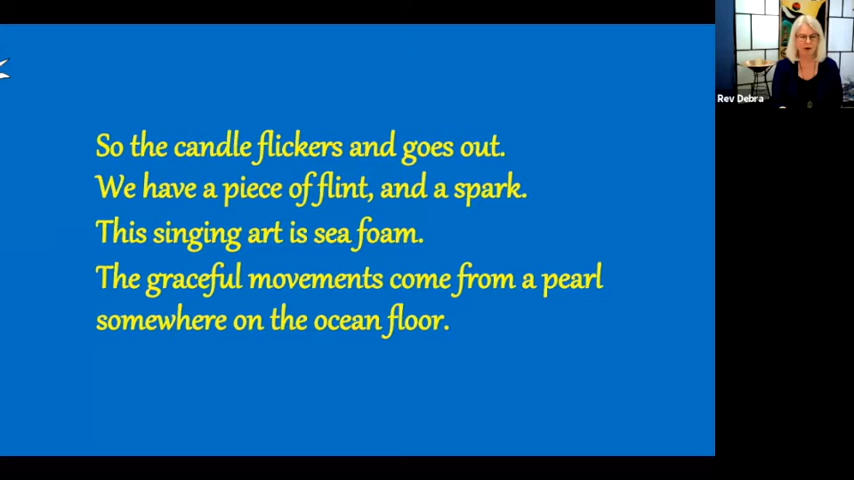 So the candle flickers and goes out.
We have a piece of flint, and a spark.
This singing art is sea foam.
The graceful movements come from a pearl
somewhere on the ocean floor.
Rev Debra